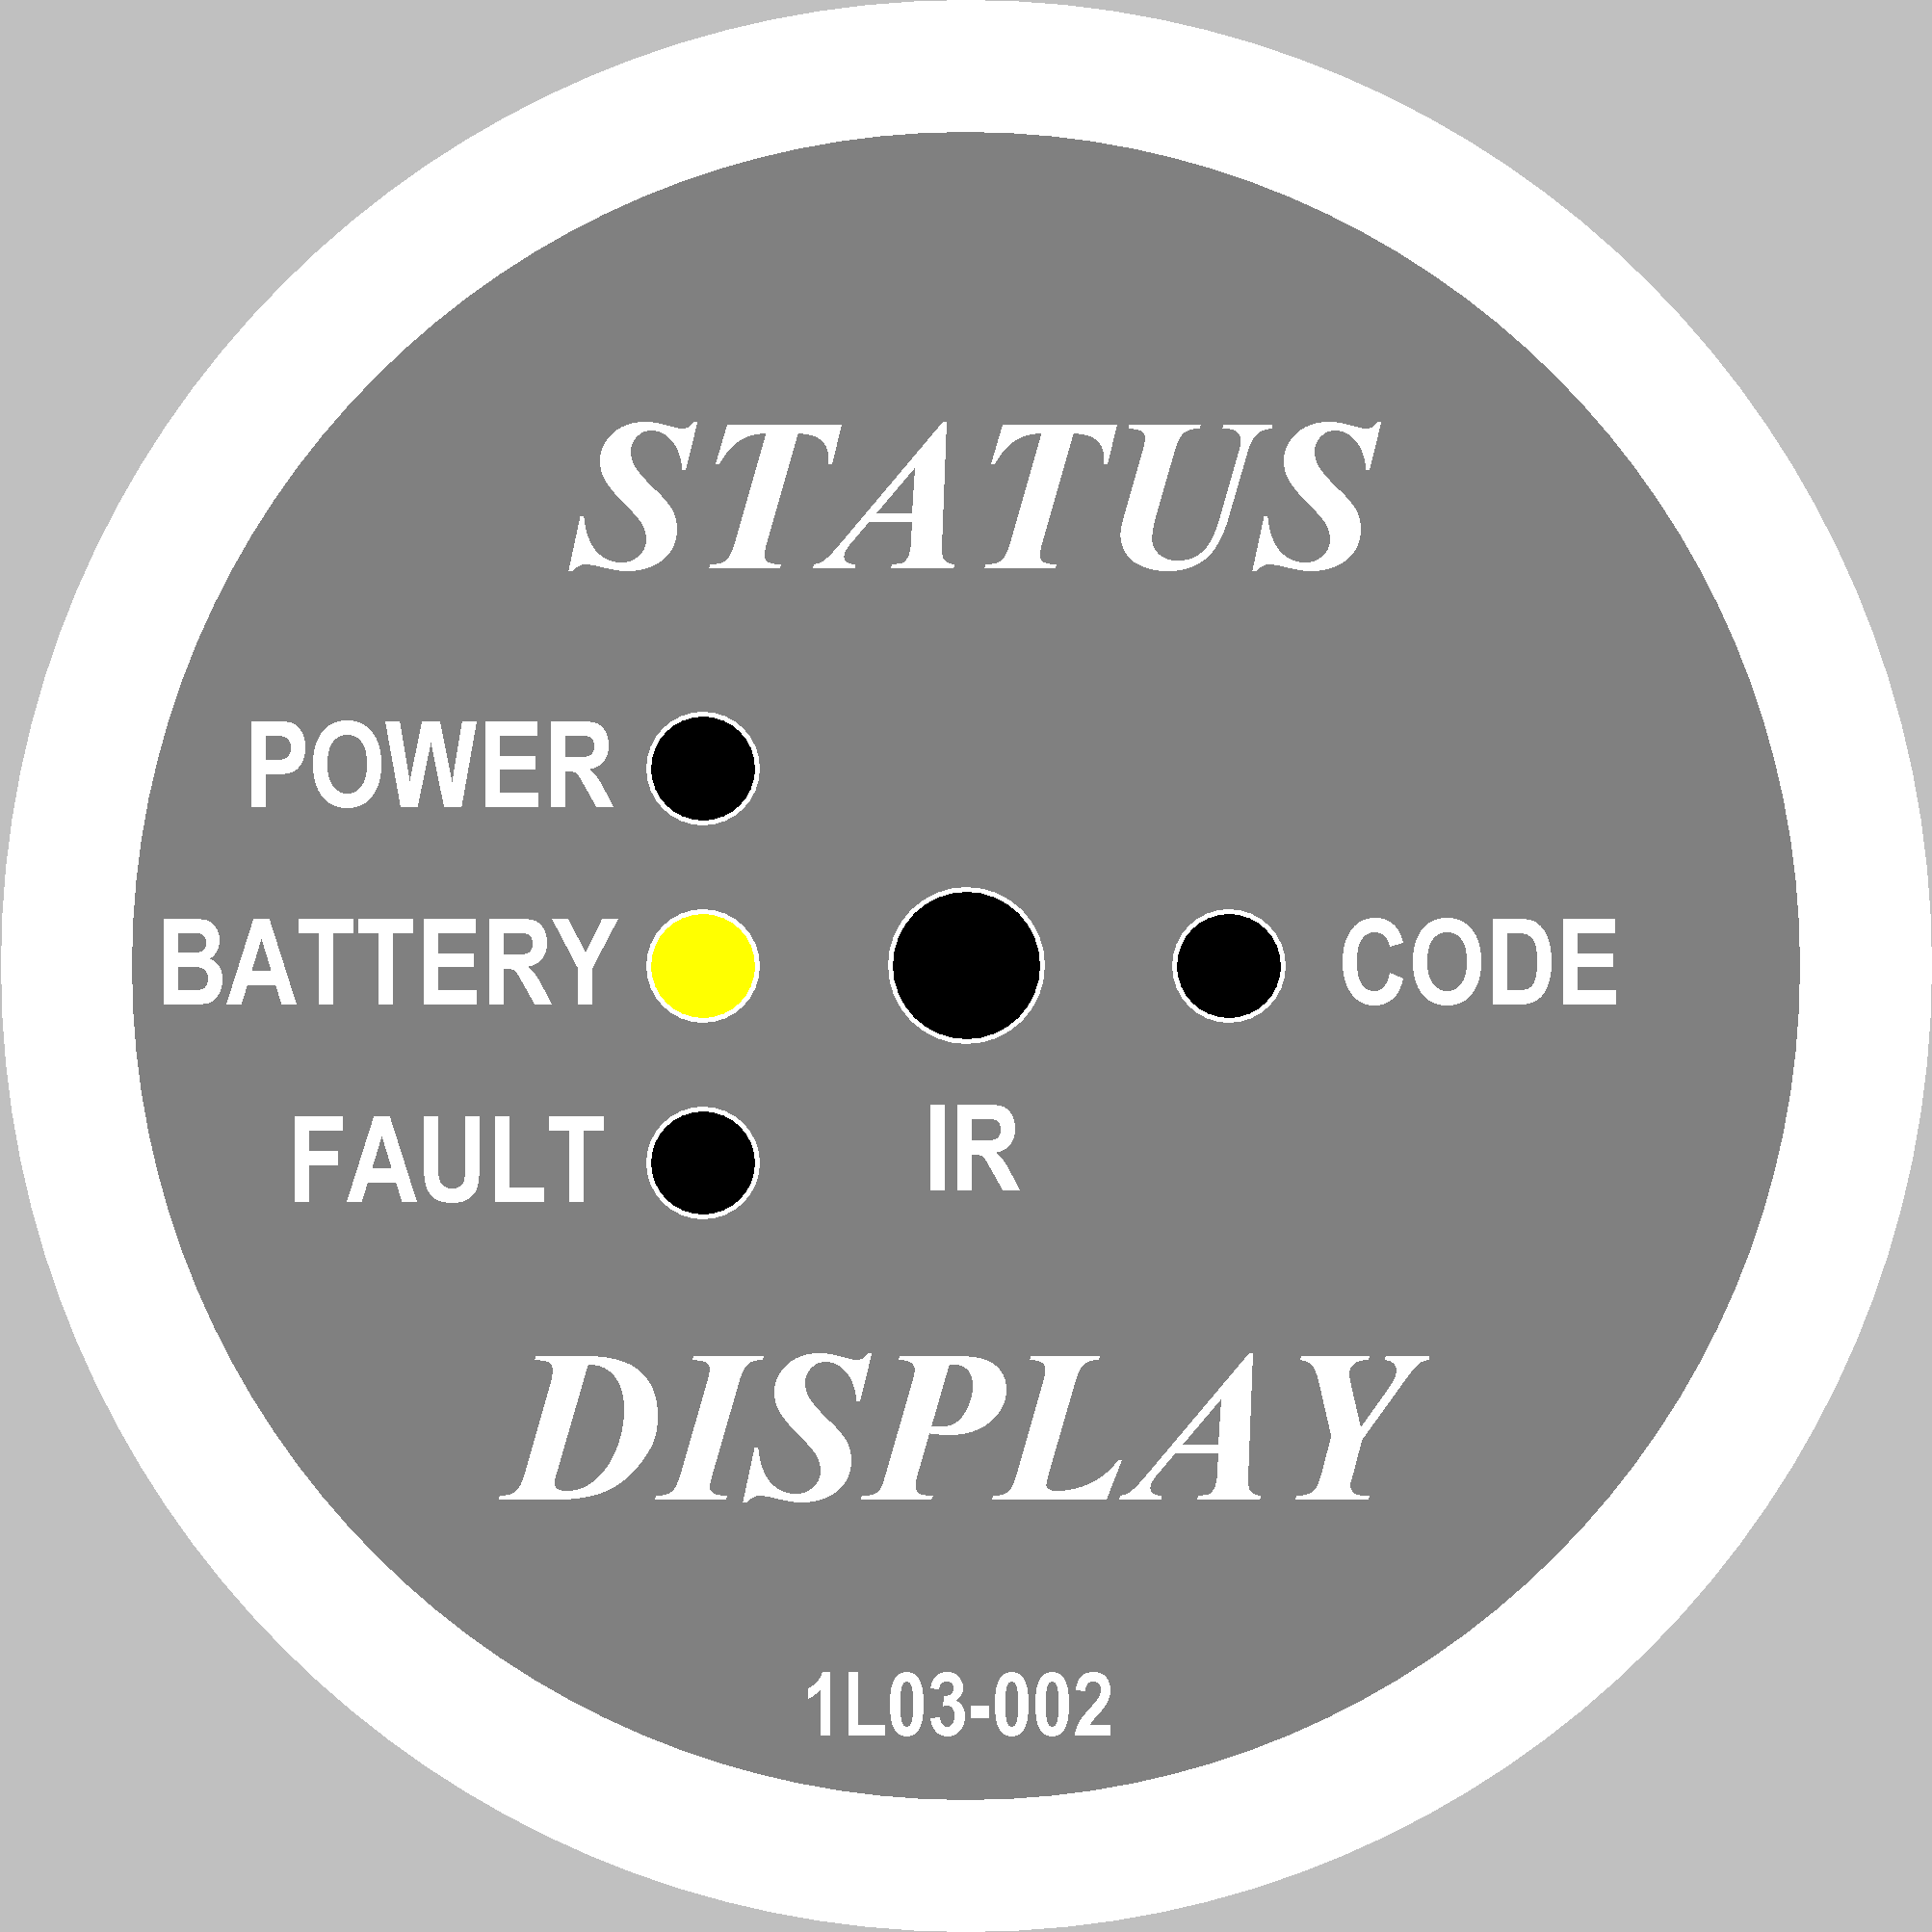 STATUS
POWER
BATTERY
CODE
FAULT
IR
DISPLAY
1L03-002